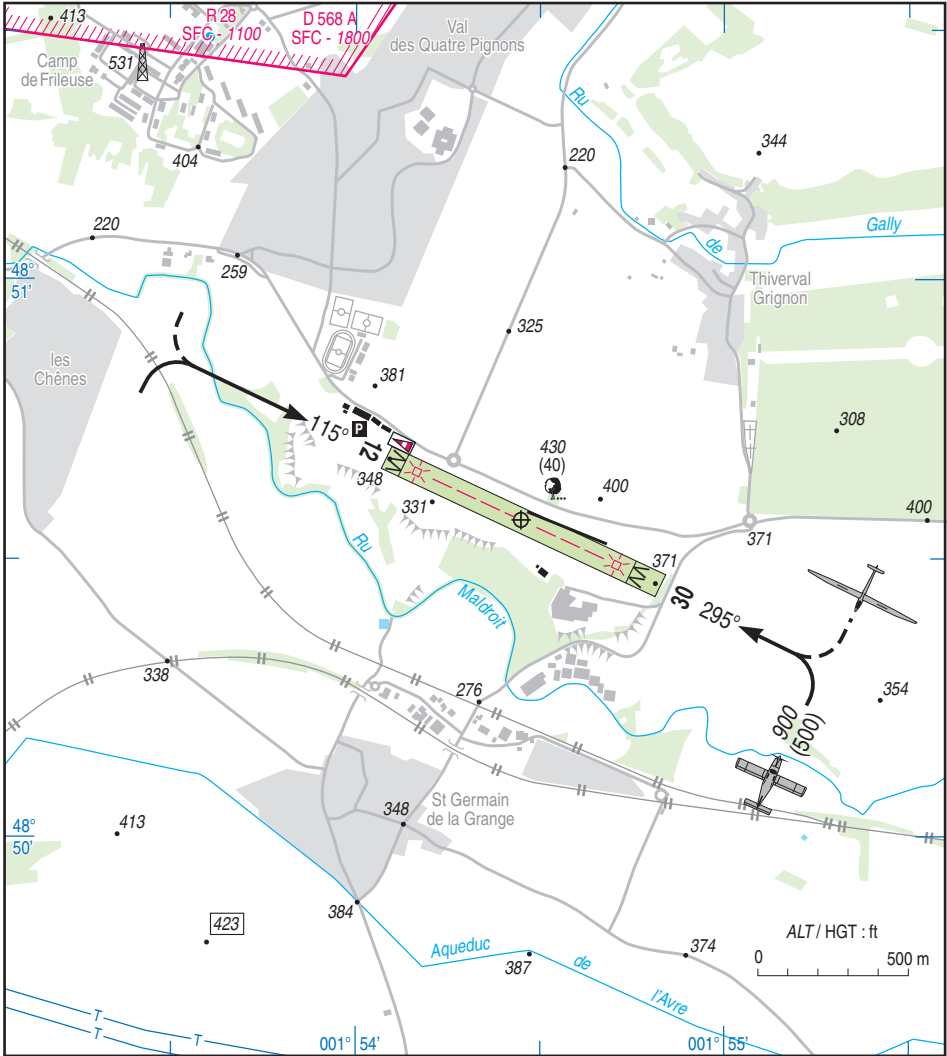 413
R 28
SFC - 1100
D 568 A
SFC - 1800
Val
des Quatre Pignons
Camp
de Frileuse
531
404
Ru
344
220
220
259
de
Gally
48°
51'
Thiverval
Grignon
325
les
Chênes
381
308
115°
P
12
348
430
(40)
331
400
400
371
Ru
371
Maldroit
30
295°
338
276
354
900
(500)
St Germain
de la Grange
348
48°
50'
413
384
423
ALT / HGT : ft
0
500 m
Aqueduc
de
l'Avre
387
374
T
T
T
001° 54'
001° 55'